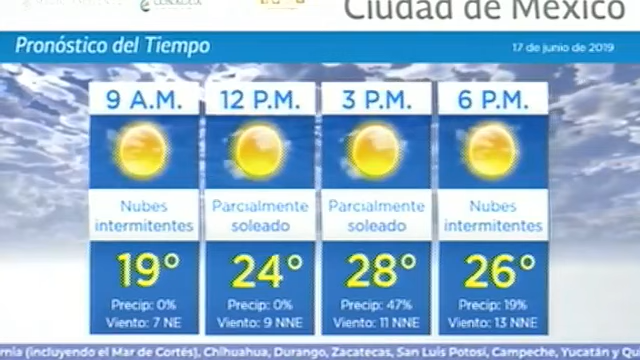 Ciudad de México
Pronóstico del Tiempo
17 de junio de 2019
9 A.M.
Nubes
intermitentes
19°
Precip: 0%
Viento: 7 NE
12 P.M.
Parcialmente
soleado
24°
Precip: 0%
Viento: 9 NNE
3 P.M.
Parcialmente
soleado
28°
Precip: 47%
Viento: 11 NNE
6 P.M.
Nubes
intermitentes
26°
Precip: 19%
Viento: 13 NNE
rnia (incluyendo el Mar de Cortés), Chihuahua, Durango, Zacatecas, San Luis Potosí, Campeche, Yucatán y Qu